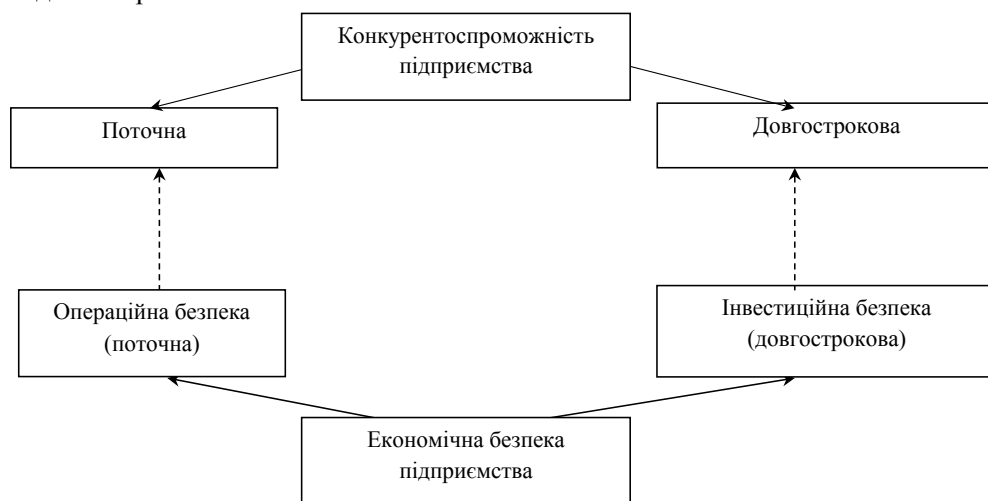 Конкурентоспроможність
підприємства
Поточна
Довгострокова
Операційна безпека
(поточна)
Інвестиційна безпека
(довгострокова)
Економічна безпека
підприємства